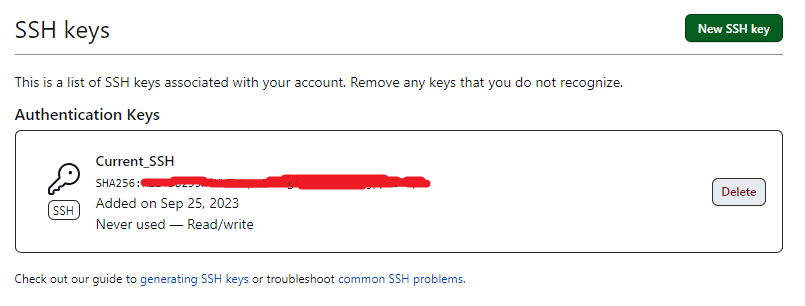 SSH keys
New SSH key
This is a list of SSH keys associated with your account. Remove any keys that you do not recognize.
Authentication Keys
Current_SSH
SHA256:
SSH
Added on Sep 25, 2023
Never used — Read/write
Delete
Check out our guide to generating SSH keys or troubleshoot common SSH problems.